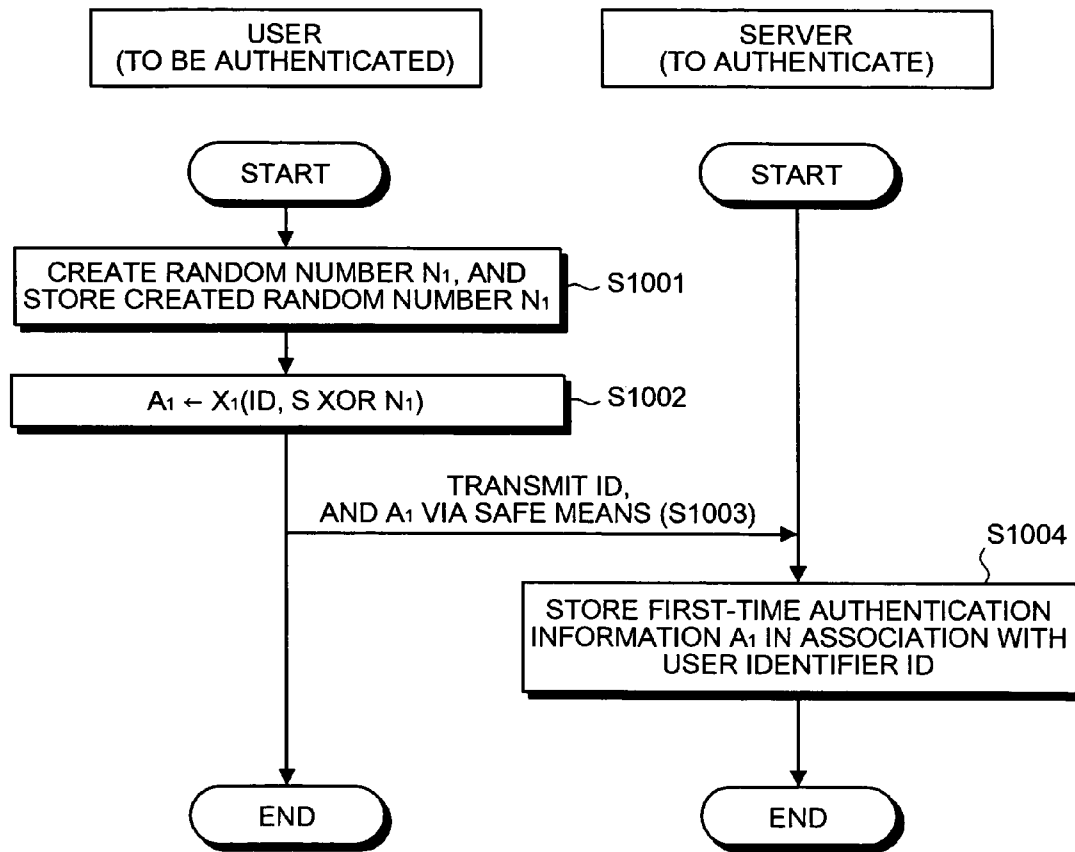 USER
(TO BE AUTHENTICATED)
SERVER
(TO AUTHENTICATE)
START
START
CREATE RANDOM NUMBER N₁, AND
STORE CREATED RANDOM NUMBER N₁
S1001
A₁ ← X₁(ID, S XOR N₁)
S1002
TRANSMIT ID,
AND A₁ VIA SAFE MEANS (S1003)
S1004
STORE FIRST-TIME AUTHENTICATION
INFORMATION A₁ IN ASSOCIATION WITH
USER IDENTIFIER ID
END
END